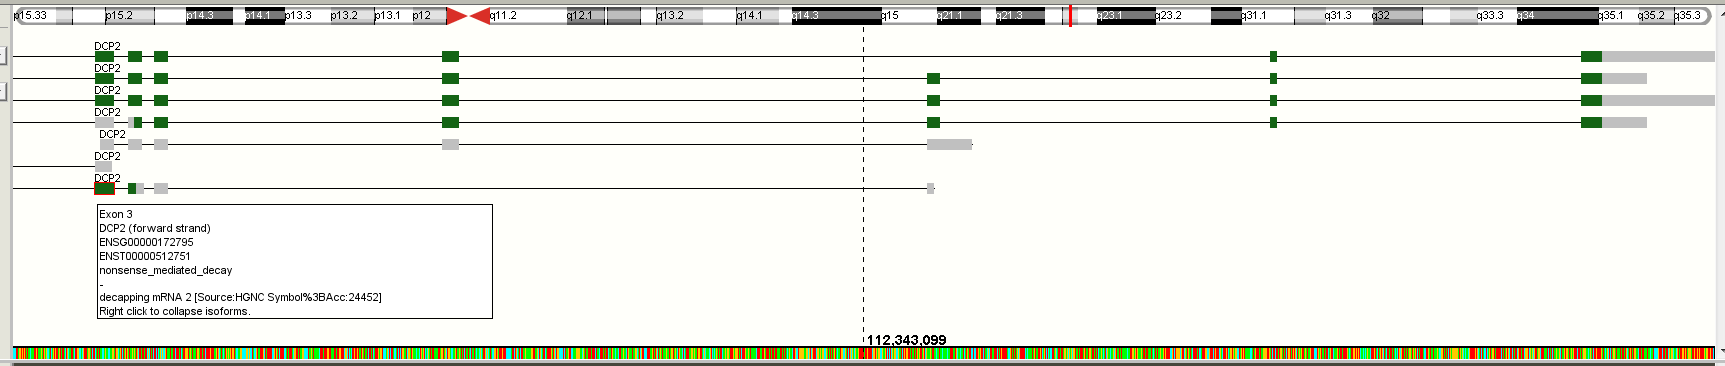 p15.33 p15.2 p14.3 p14.1 p13.3 p13.2 p13.1 p12 q11.2 q12.1 q13.2 q14.1 q14.3 q15 q21.1 q21.3 q23.1 q23.2 q31.1 q31.3 q32 q33.3 q34 q35.1 q35.2 q35.3
DCP2
DCP2
DCP2
DCP2
DCP2
DCP2
DCP2
Exon 3
DCP2 (forward strand)
ENSG00000172795
ENST00000512751
nonsense_mediated_decay
-
decapping mRNA 2 [Source:HGNC Symbol%3BAcc:24452]
Right click to collapse isoforms.
112,343,099